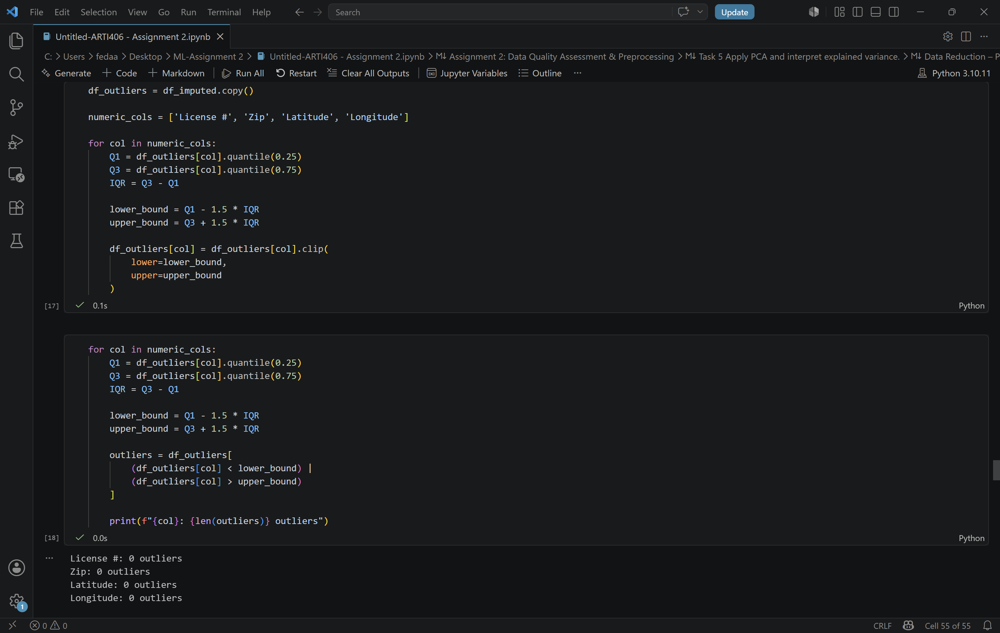 File Edit Selection View Go Run Terminal Help Search Update
Untitled-ARTI406 - Assignment 2.ipynb
C: > Users > fedaa > Desktop > ML-Assignment 2 > Untitled-ARTI406 - Assignment 2.ipynb > M↓ Assignment 2: Data Quality Assessment & Preprocessing > M↓ Task 5 Apply PCA and interpret explained variance. > M↓ Data Reduction – P
Generate + Code + Markdown Run All Restart Clear All Outputs Jupyter Variables Outline ··· Python 3.10.11
df_outliers = df_imputed.copy()
numeric_cols = ['License #', 'Zip', 'Latitude', 'Longitude']
for col in numeric_cols:
    Q1 = df_outliers[col].quantile(0.25)
    Q3 = df_outliers[col].quantile(0.75)
    IQR = Q3 - Q1
    lower_bound = Q1 - 1.5 * IQR
    upper_bound = Q3 + 1.5 * IQR
    df_outliers[col] = df_outliers[col].clip(
        lower=lower_bound,
        upper=upper_bound
    )
[17] 0.1s Python
for col in numeric_cols:
    Q1 = df_outliers[col].quantile(0.25)
    Q3 = df_outliers[col].quantile(0.75)
    IQR = Q3 - Q1
    lower_bound = Q1 - 1.5 * IQR
    upper_bound = Q3 + 1.5 * IQR
    outliers = df_outliers[
        (df_outliers[col] < lower_bound) |
        (df_outliers[col] > upper_bound)
    ]
    print(f"{col}: {len(outliers)} outliers")
[18] 0.0s Python
··· License #: 0 outliers
Zip: 0 outliers
Latitude: 0 outliers
Longitude: 0 outliers
1
0 0 CRLF Cell 55 of 55